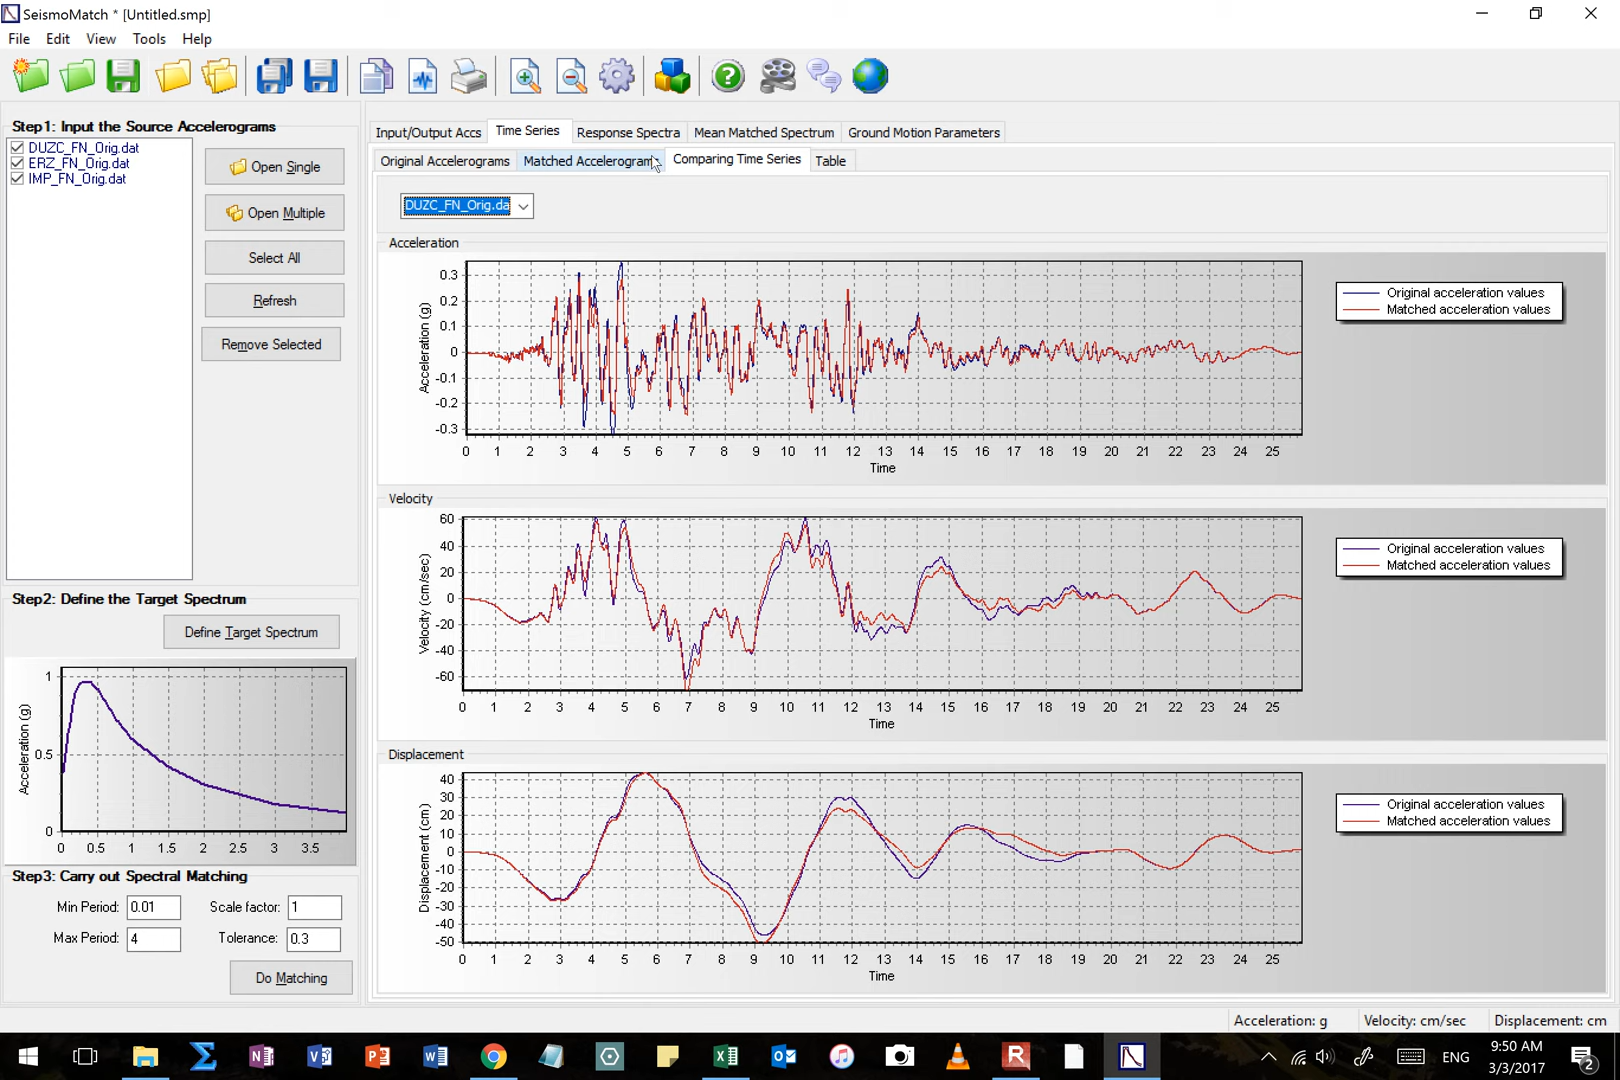 SeismoMatch * [Untitled.smp]
File Edit View Tools Help
Step1: Input the Source Accelerograms
DUZC_FN_Orig.dat
ERZ_FN_Orig.dat
IMP_FN_Orig.dat
Open Single
Open Multiple
Select All
Refresh
Remove Selected
Step2: Define the Target Spectrum
Define Target Spectrum
Acceleration (g)
1
0.5
0
0 0.5 1 1.5 2 2.5 3 3.5
Step3: Carry out Spectral Matching
Min Period: 0.01 Scale factor: 1
Max Period: 4 Tolerance: 0.3
Do Matching
Input/Output Accs Time Series Response Spectra Mean Matched Spectrum Ground Motion Parameters
Original Accelerograms Matched Accelerograms Comparing Time Series Table
DUZC_FN_Orig.da
Acceleration
Acceleration (g)
0.3
0.2
0.1
0
-0.1
-0.2
-0.3
0 1 2 3 4 5 6 7 8 9 10 11 12 13 14 15 16 17 18 19 20 21 22 23 24 25
Time
Original acceleration values
Matched acceleration values
Velocity
Velocity (cm/sec)
60
40
20
0
-20
-40
-60
0 1 2 3 4 5 6 7 8 9 10 11 12 13 14 15 16 17 18 19 20 21 22 23 24 25
Time
Original acceleration values
Matched acceleration values
Displacement
Displacement (cm)
40
30
20
10
0
-10
-20
-30
-40
-50
0 1 2 3 4 5 6 7 8 9 10 11 12 13 14 15 16 17 18 19 20 21 22 23 24 25
Time
Original acceleration values
Matched acceleration values
Acceleration: g Velocity: cm/sec Displacement: cm
ENG
9:50 AM
3/3/2017
2